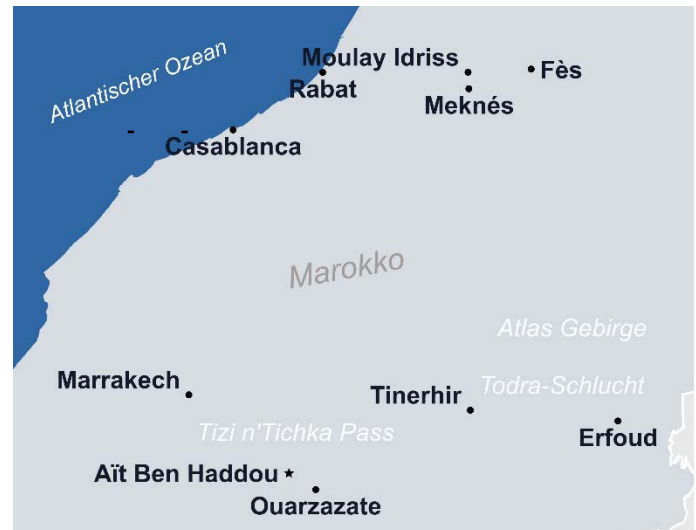 Atlantischer Ozean
Moulay Idriss
Fès
Rabat
Meknés
Casablanca
Marokko
Atlas Gebirge
Marrakech
Tinerhir
Todra-Schlucht
Tizi n'Tichka Pass
Erfoud
Aït Ben Haddou
Ouarzazate